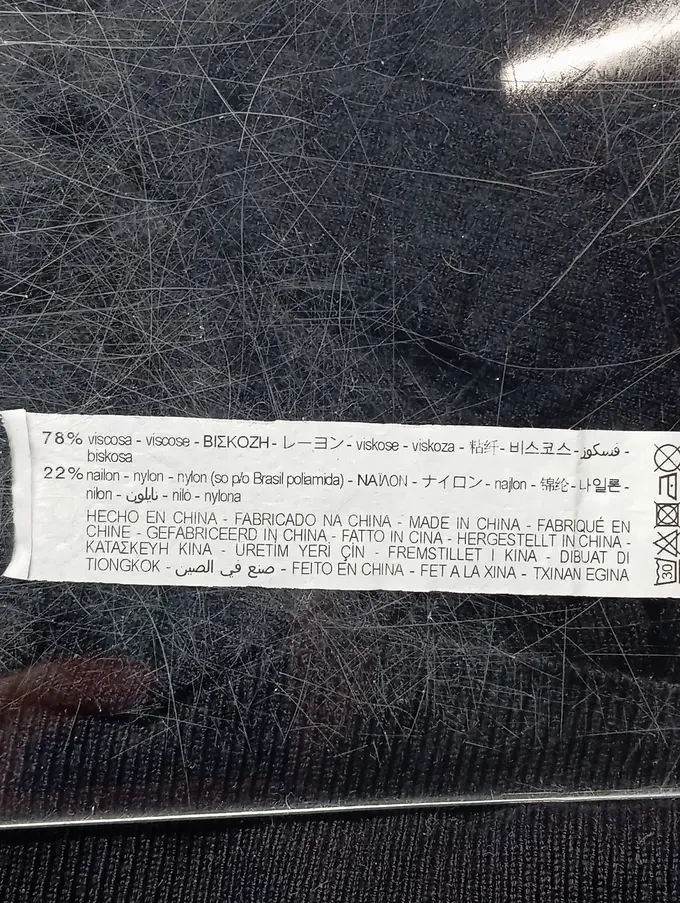 78% viscosa - viscose - ΒΙΣΚΟΖΗ - レーヨン - viskose - viskoza - 粘纤 - 비스코스 - فسكوز -
biskosa
22% nailon - nylon - nylon (so p/o Brasil poliamida) - ΝΑΪΛΟΝ - ナイロン - najlon - 锦纶 - 나일론 -
nilon - نايلون - niló - nylona
HECHO EN CHINA - FABRICADO NA CHINA - MADE IN CHINA - FABRIQUÉ EN
CHINE - GEFABRICEERD IN CHINA - FATTO IN CINA - HERGESTELLT IN CHINA -
ΚΑΤΑΣΚΕΥΗ ΚΙΝΑ - ÜRETİM YERİ ÇİN - FREMSTILLET I KINA - DIBUAT DI
TIONGKOK - صنع في الصين - FEITO EN CHINA - FET A LA XINA - TXINAN EGINA
30